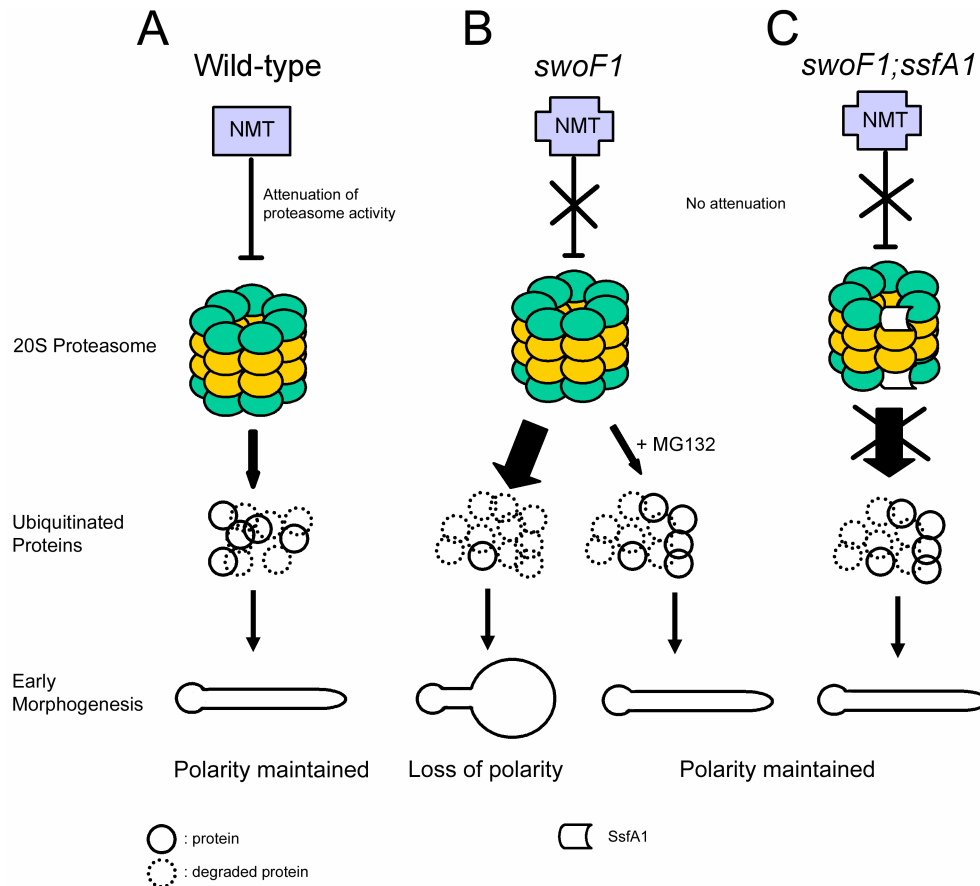 A
B
C
Wild-type
swoF1
swoF1;ssfA1
NMT
NMT
NMT
Attenuation of
proteasome activity
No attenuation
20S Proteasome
+ MG132
Ubiquitinated
Proteins
Early
Morphogenesis
Polarity maintained
Loss of polarity
Polarity maintained
: protein
: degraded protein
SsfA1